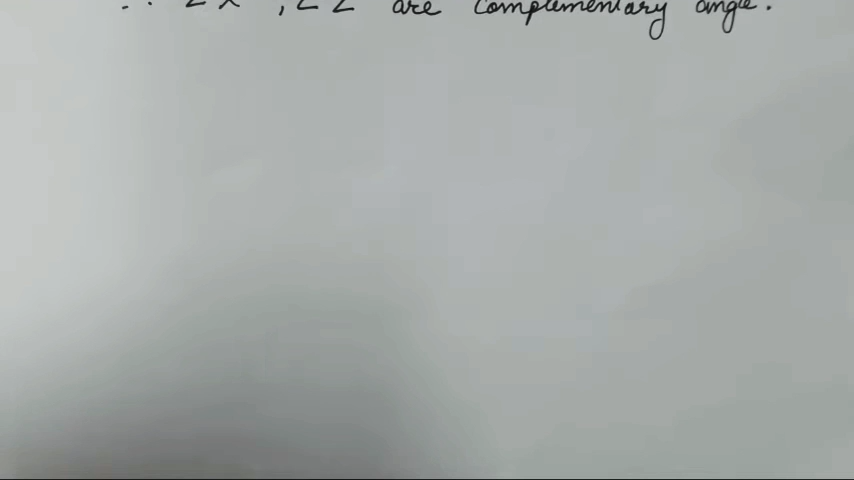 ∴ ∠X , ∠Z are complementary angle.